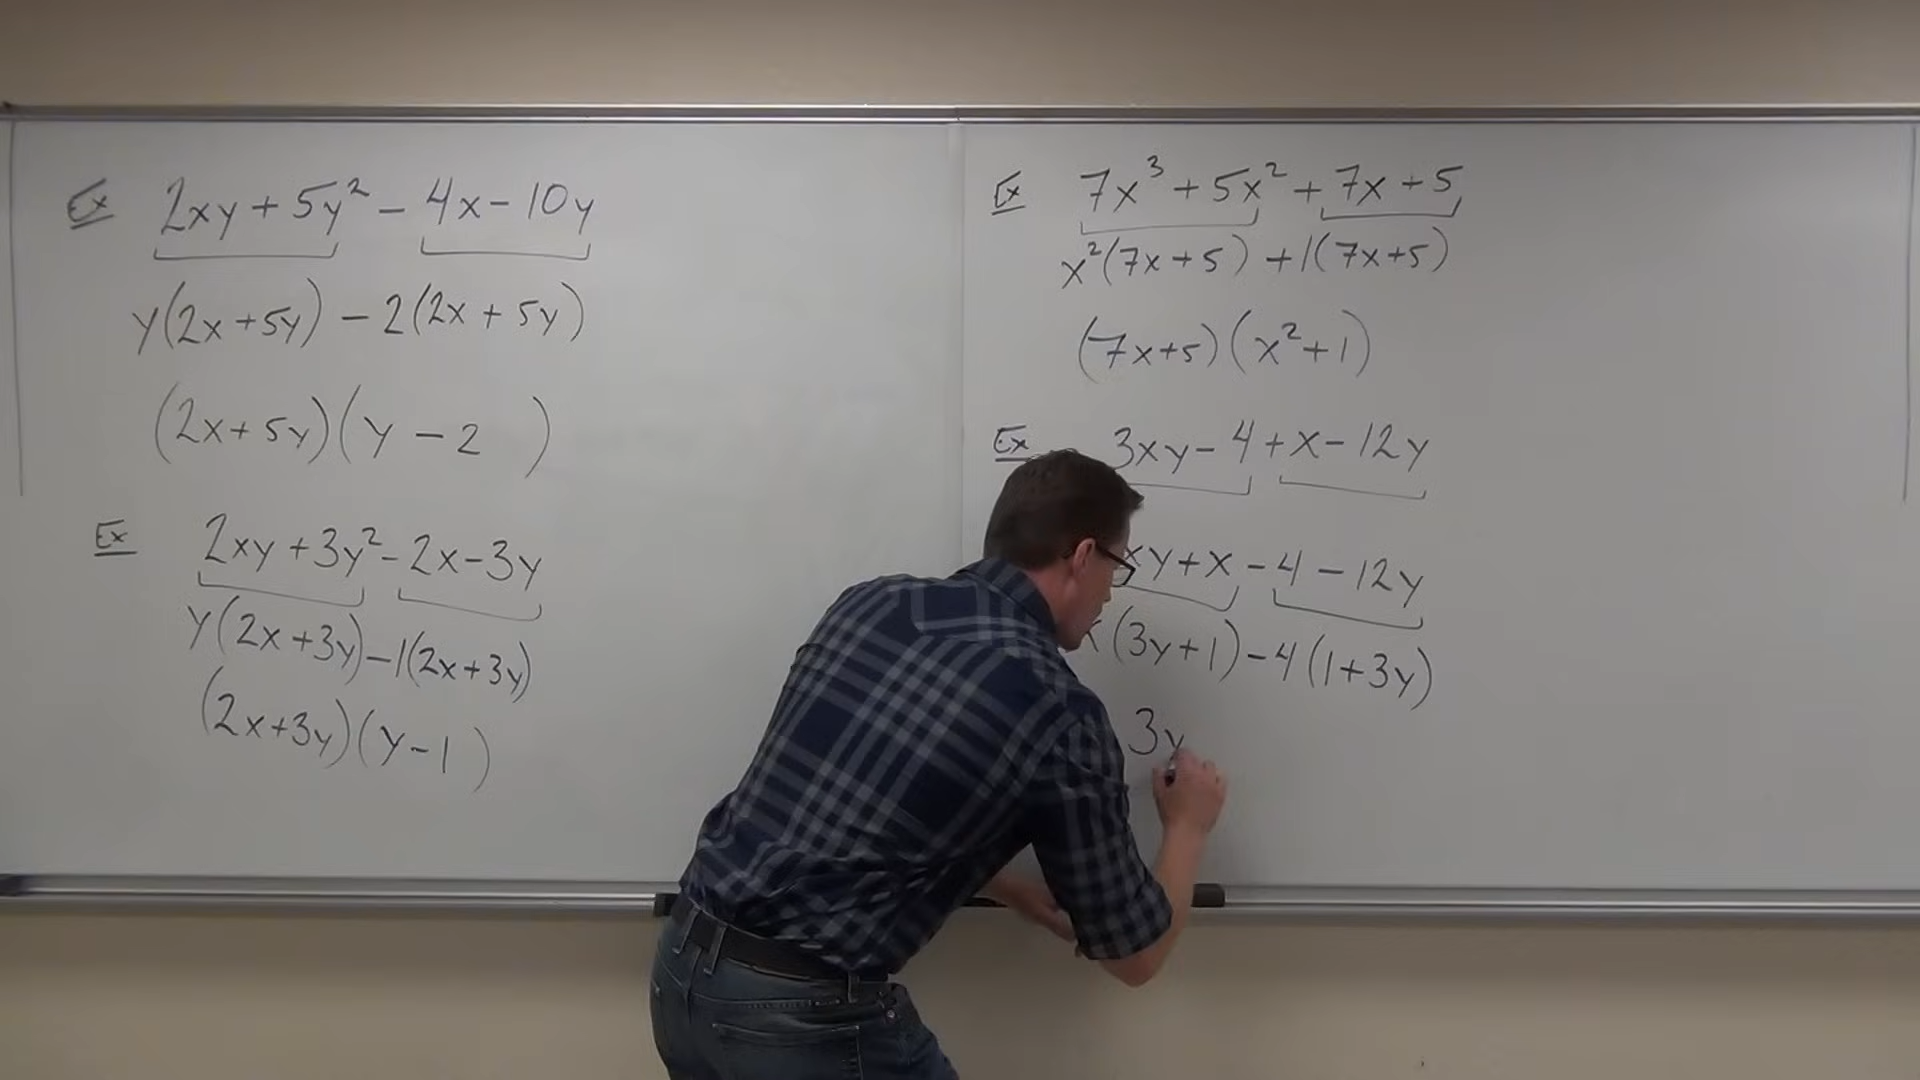 Ex 2xy + 5y² - 4x - 10y
y(2x+5y) - 2(2x + 5y)
(2x+5y)(y - 2 )
Ex 2xy + 3y² - 2x - 3y
y(2x+3y) - 1(2x+3y)
(2x+3y)(y-1 )
Ex 7x³ + 5x² + 7x + 5
x²(7x+5) + 1(7x+5)
(7x+5)(x²+1)
Ex 3xy - 4 + x - 12y
xy + x - 4 - 12y
x(3y+1) - 4(1+3y)
3y